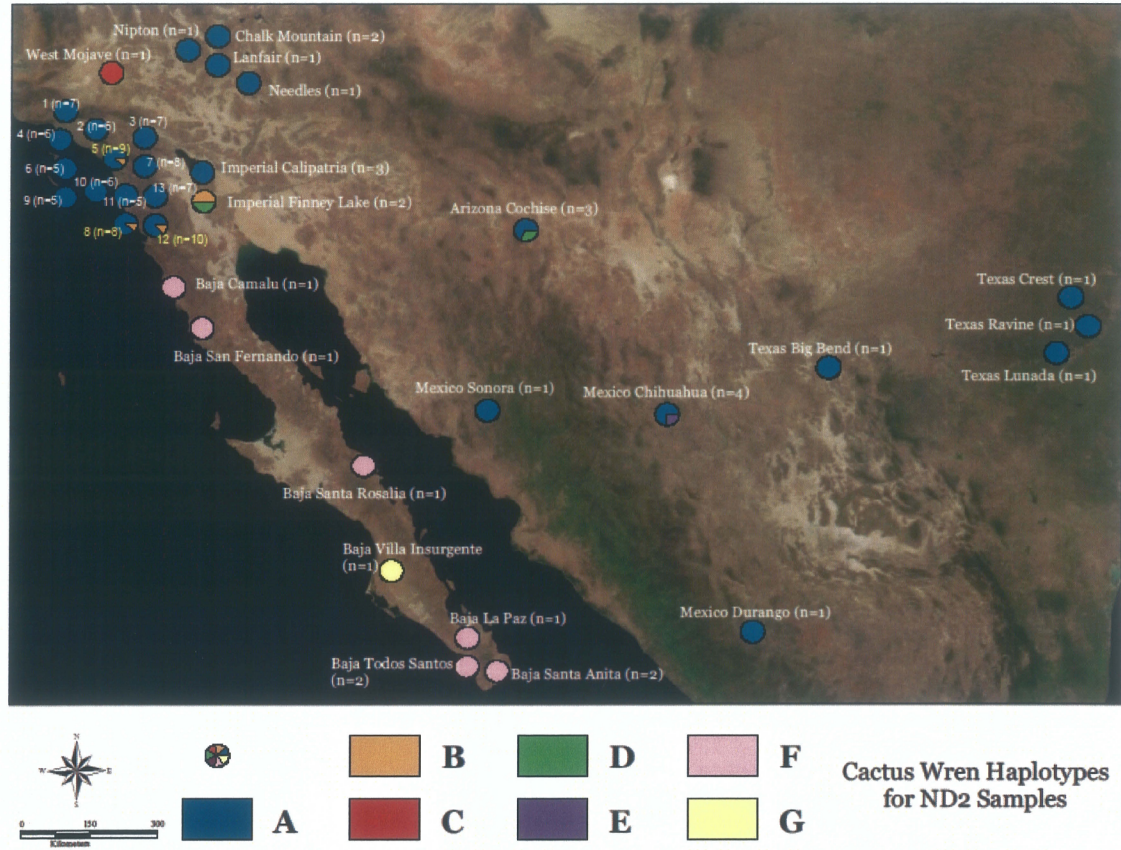 Nipton (n=1)
Chalk Mountain (n=2)
West Mojave (n=1)
Lanfair (n=1)
Needles (n=1)
1 (n=7)
2 (n=6)
3 (n=7)
4 (n=6)
5 (n=9)
6 (n=5)
7 (n=8)
Imperial Calipatria (n=3)
10 (n=6)
13 (n=7)
9 (n=5)
11 (n=5)
Imperial Finney Lake (n=2)
Arizona Cochise (n=3)
8 (n=8)
12 (n=10)
Baja Camalu (n=1)
Texas Crest (n=1)
Texas Ravine (n=1)
Baja San Fernando (n=1)
Texas Big Bend (n=1)
Texas Lunada (n=1)
Mexico Sonora (n=1)
Mexico Chihuahua (n=4)
Baja Santa Rosalia (n=1)
Baja Villa Insurgente
(n=1)
Baja La Paz (n=1)
Mexico Durango (n=1)
Baja Todos Santos
(n=2)
Baja Santa Anita (n=2)
N
W E
S
0 150 300
Kilometers
A
B
C
D
E
F
G
Cactus Wren Haplotypes
for ND2 Samples